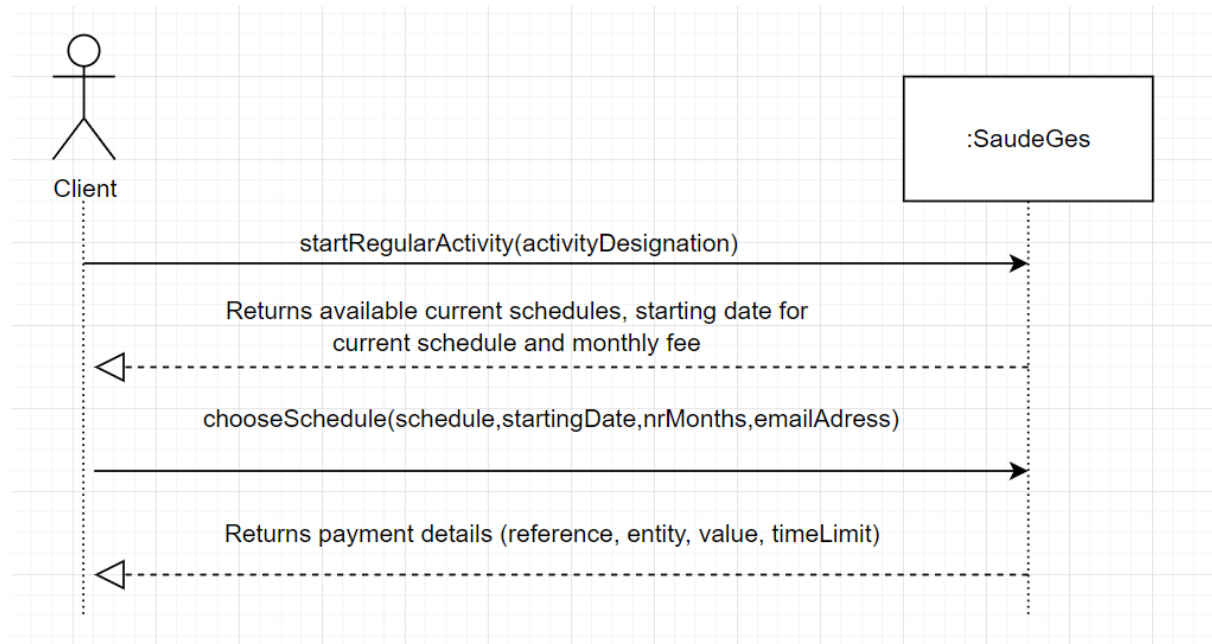 :SaudeGes
Client
startRegularActivity(activityDesignation)
Returns available current schedules, starting date for
current schedule and monthly fee
chooseSchedule(schedule,startingDate,nrMonths,emailAdress)
Returns payment details (reference, entity, value, timeLimit)